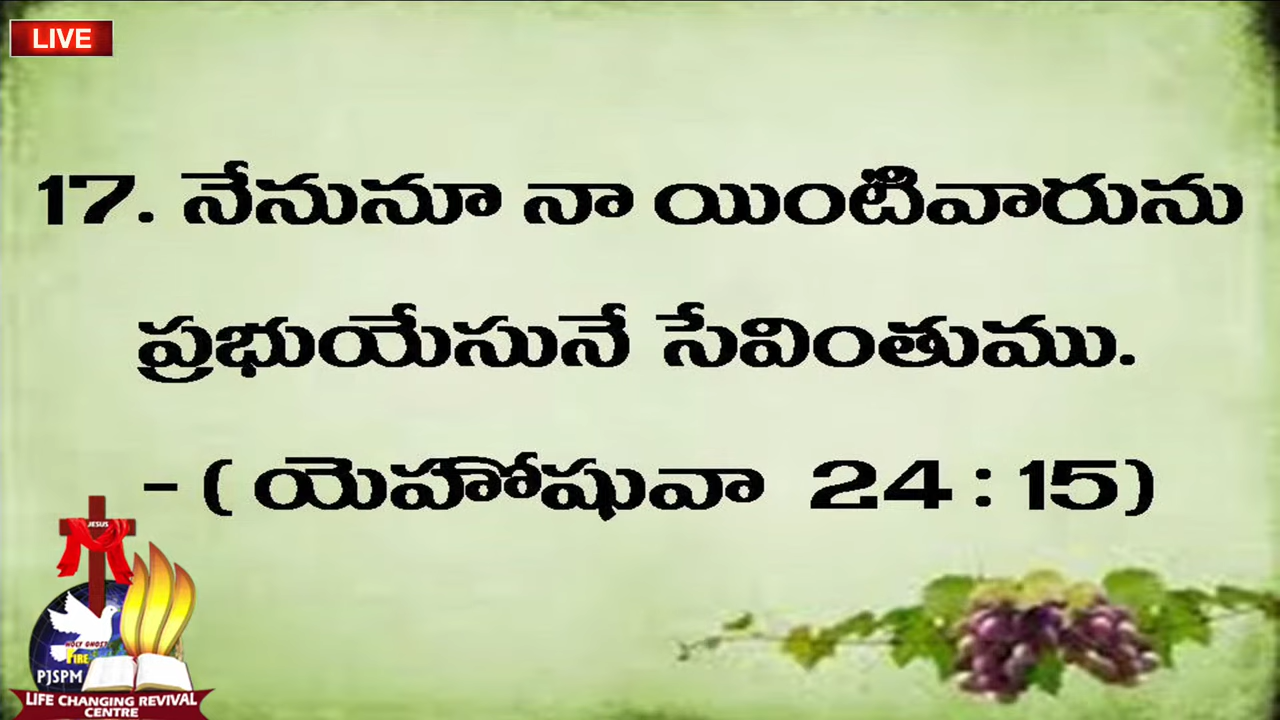 LIVE
17. నేనునూ నా యింటివారును
ప్రభుయేసునే సేవింతుము.
- ( యెహోషువా 24 : 15)
JESUS
HOLY GHOST
FIRE
PJSPM
LIFE CHANGING REVIVAL
CENTRE